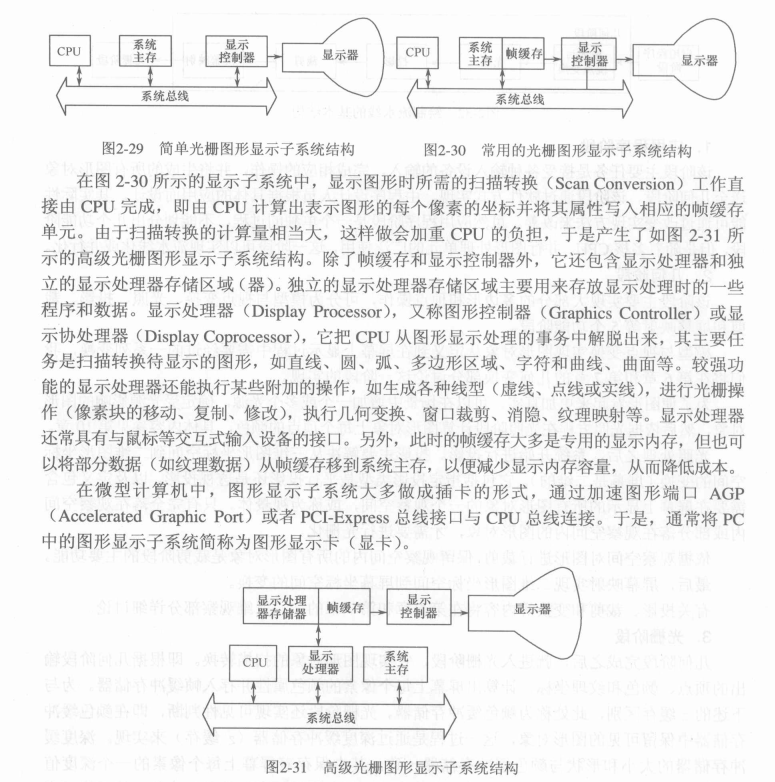 CPU
系统
主存
显示
控制器
显示器
系统总线
CPU
系统
主存
帧缓存
显示
控制器
显示器
系统总线
图2-29 简单光栅图形显示子系统结构
图2-30 常用的光栅图形显示子系统结构
在图 2-30 所示的显示子系统中，显示图形时所需的扫描转换（Scan Conversion）工作直
接由 CPU 完成，即由 CPU 计算出表示图形的每个像素的坐标并将其属性写入相应的帧缓存
单元。由于扫描转换的计算量相当大，这样做会加重 CPU 的负担，于是产生了如图 2-31 所
示的高级光栅图形显示子系统结构。除了帧缓存和显示控制器外，它还包含显示处理器和独
立的显示处理器存储区域（器）。独立的显示处理器存储区域主要用来存放显示处理时的一些
程序和数据。显示处理器（Display Processor），又称图形控制器（Graphics Controller）或显
示协处理器（Display Coprocessor），它把 CPU 从图形显示处理的事务中解脱出来，其主要任
务是扫描转换待显示的图形，如直线、圆、弧、多边形区域、字符和曲线、曲面等。较强功
能的显示处理器还能执行某些附加的操作，如生成各种线型（虚线、点线或实线），进行光栅操
作（像素块的移动、复制、修改），执行几何变换、窗口裁剪、消隐、纹理映射等。显示处理器
还常具有与鼠标等交互式输入设备的接口。另外，此时的帧缓存大多是专用的显示内存，但也可
以将部分数据（如纹理数据）从帧缓存移到系统主存，以便减少显示内存容量，从而降低成本。
在微型计算机中，图形显示子系统大多做成插卡的形式，通过加速图形端口 AGP
（Accelerated Graphic Port）或者 PCI-Express 总线接口与 CPU 总线连接。于是，通常将 PC
中的图形显示子系统简称为图形显示卡（显卡）。
显示处理
器存储器
帧缓存
显示
控制器
显示器
CPU
显示
处理器
系统
主存
系统总线
图2-31 高级光栅图形显示子系统结构
3. 光栅阶段